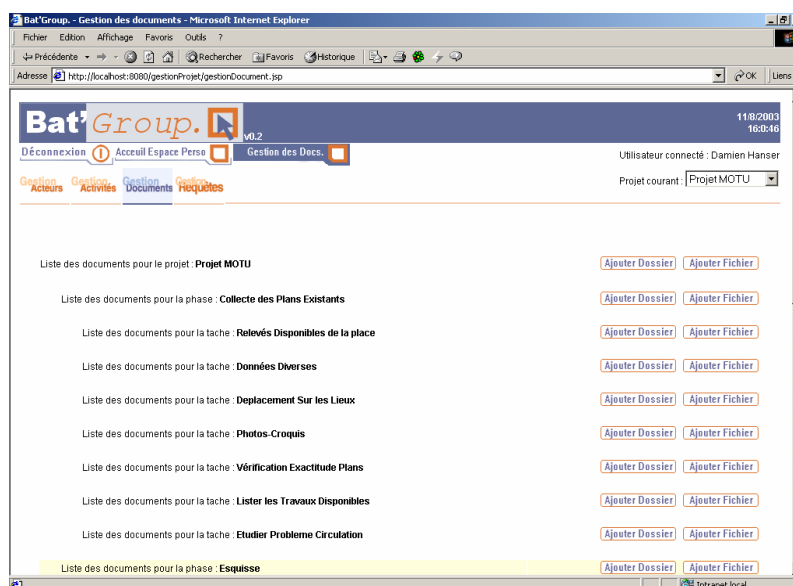 Bat'Group. - Gestion des documents - Microsoft Internet Explorer
Fichier Edition Affichage Favoris Outils ?
Précédente Rechercher Favoris Historique
Adresse http://localhost:8080/gestionProjet/gestionDocument.jsp OK Liens
Bat'Group. v0.2
11/8/2003
16:0:46
Déconnexion Acceuil Espace Perso Gestion des Docs.
Utilisateur connecté : Damien Hanser
Gestion Acteurs Gestion Activités Gestion Documents Gestion Requêtes
Projet courant : Projet MOTU
Liste des documents pour le projet : Projet MOTU Ajouter Dossier Ajouter Fichier
Liste des documents pour la phase : Collecte des Plans Existants Ajouter Dossier Ajouter Fichier
Liste des documents pour la tache : Relevés Disponibles de la place Ajouter Dossier Ajouter Fichier
Liste des documents pour la tache : Données Diverses Ajouter Dossier Ajouter Fichier
Liste des documents pour la tache : Deplacement Sur les Lieux Ajouter Dossier Ajouter Fichier
Liste des documents pour la tache : Photos-Croquis Ajouter Dossier Ajouter Fichier
Liste des documents pour la tache : Vérification Exactitude Plans Ajouter Dossier Ajouter Fichier
Liste des documents pour la tache : Lister les Travaux Disponibles Ajouter Dossier Ajouter Fichier
Liste des documents pour la tache : Etudier Probleme Circulation Ajouter Dossier Ajouter Fichier
Liste des documents pour la phase : Esquisse Ajouter Dossier Ajouter Fichier
Intranet local